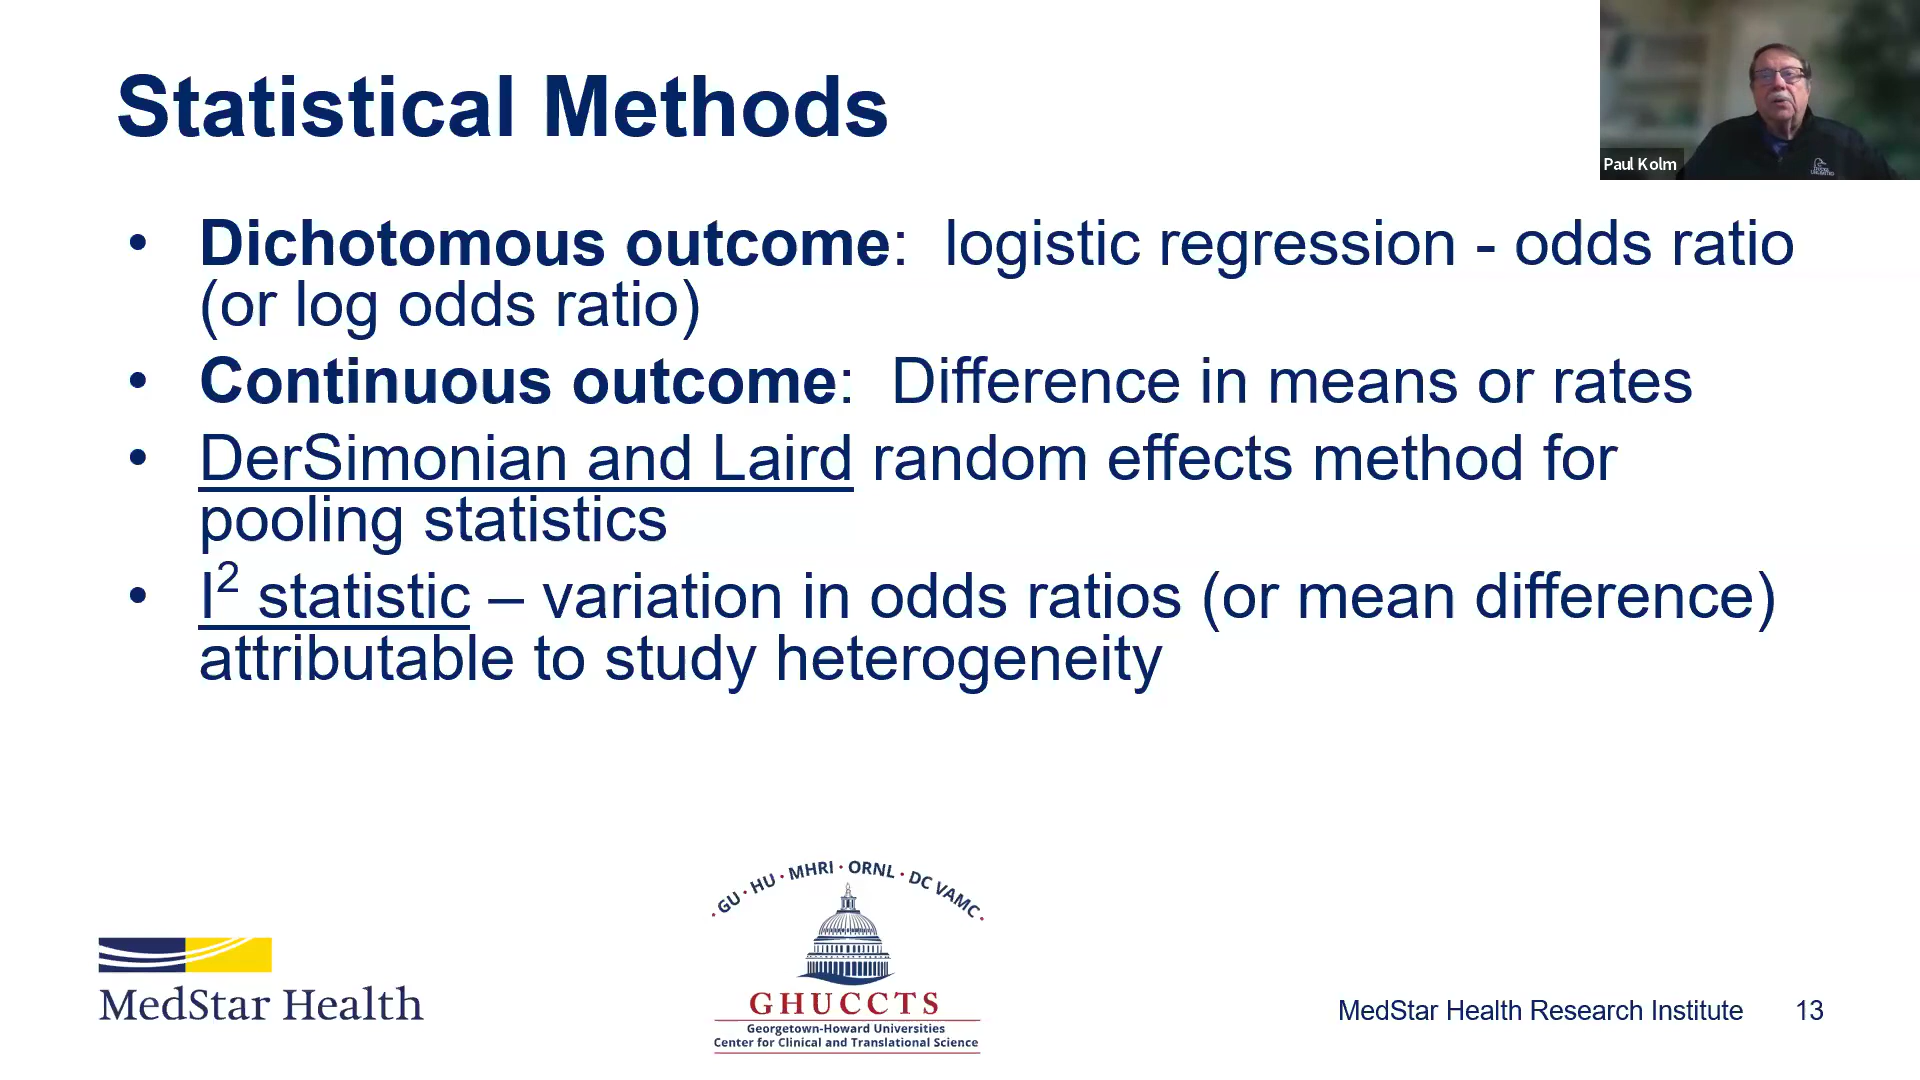 Statistical Methods
Paul Kolm
• Dichotomous outcome:  logistic regression - odds ratio
(or log odds ratio)
• Continuous outcome:  Difference in means or rates
• DerSimonian and Laird random effects method for
pooling statistics
• I² statistic – variation in odds ratios (or mean difference)
attributable to study heterogeneity
· GU · HU · MHRI · ORNL · DC VAMC ·
GHUCCTS
Georgetown-Howard Universities
Center for Clinical and Translational Science
MedStar Health
MedStar Health Research Institute 13